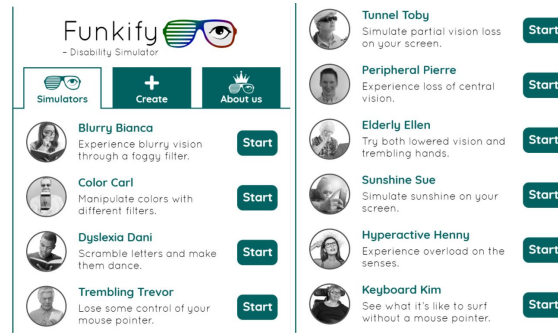 Funkify
– Disability Simulator
Simulators
Create
About us
Blurry Bianca
Experience blurry vision
through a foggy filter.
Start
Color Carl
Manipulate colors with
different filters.
Start
Dyslexia Dani
Scramble letters and make
them dance.
Start
Trembling Trevor
Lose some control of your
mouse pointer.
Start
Tunnel Toby
Simulate partial vision loss
on your screen.
Start
Peripheral Pierre
Experience loss of central
vision.
Start
Elderly Ellen
Try both lowered vision and
trembling hands.
Start
Sunshine Sue
Simulate sunshine on your
screen.
Start
Hyperactive Henny
Experience overload on the
senses.
Start
Keyboard Kim
See what it's like to surf
without a mouse pointer.
Start